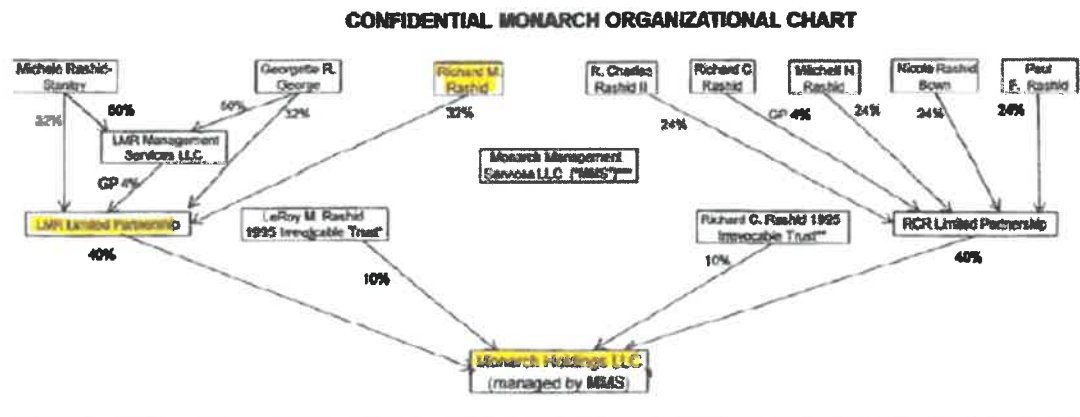 CONFIDENTIAL MONARCH ORGANIZATIONAL CHART
Michele Rashid-
Stanley
Georgette R.
George
Richard M.
Rashid
R. Charles
Rashid II
Richard C
Rashid
Mitchell N
Rashid
Nicole Rashid
Bown
Paul
F. Rashid
32%
50%
50%
32%
32%
24%
GP 4%
24%
24%
24%
LMR Management
Services LLC
GP 4%
Monarch Management
Services LLC ("MMS")***
LMR Limited Partnership
LeRoy M. Rashid
1995 Irrevocable Trust*
Richard C. Rashid 1995
Irrevocable Trust**
RCR Limited Partnership
40%
10%
10%
40%
Monarch Holdings LLC
(managed by MMS)